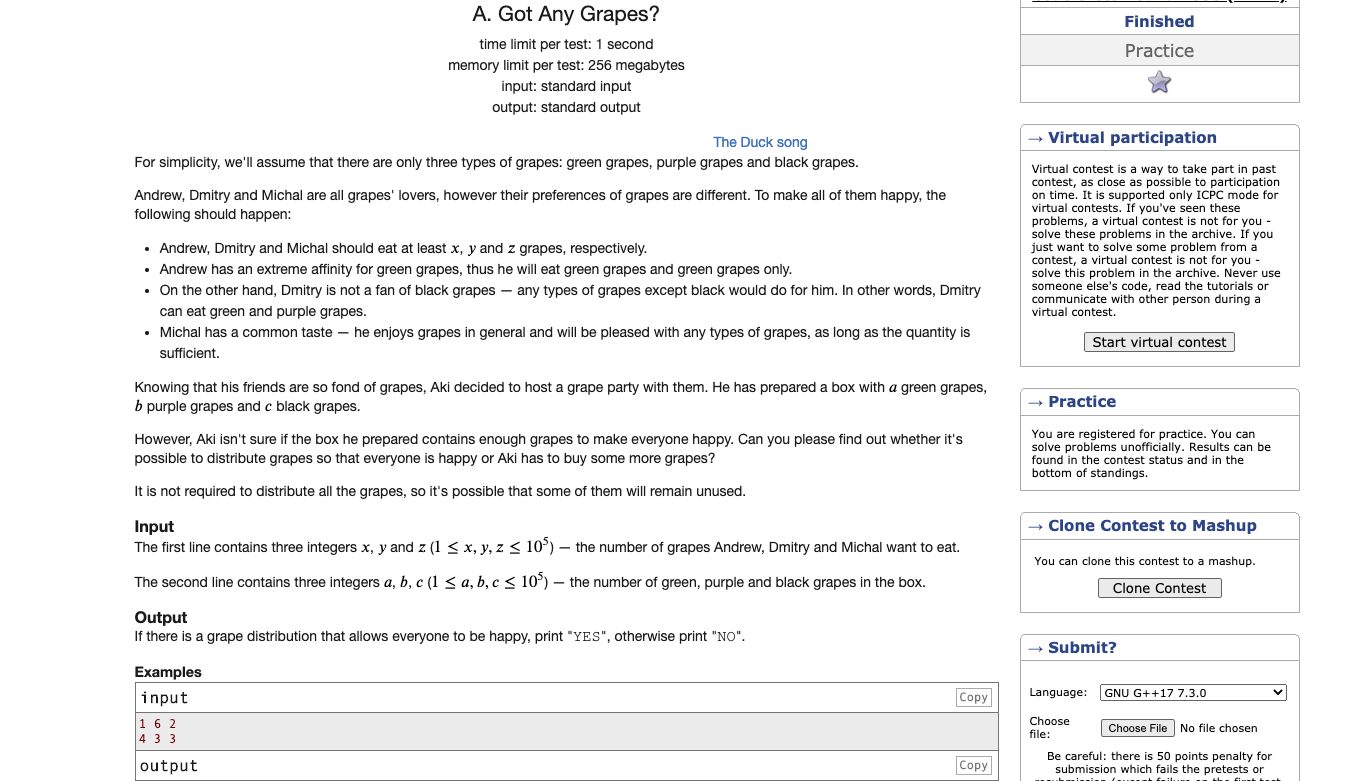 A. Got Any Grapes?
time limit per test: 1 second
memory limit per test: 256 megabytes
input: standard input
output: standard output
The Duck song
For simplicity, we'll assume that there are only three types of grapes: green grapes, purple grapes and black grapes.
Andrew, Dmitry and Michal are all grapes' lovers, however their preferences of grapes are different. To make all of them happy, the
following should happen:
• Andrew, Dmitry and Michal should eat at least x, y and z grapes, respectively.
• Andrew has an extreme affinity for green grapes, thus he will eat green grapes and green grapes only.
• On the other hand, Dmitry is not a fan of black grapes — any types of grapes except black would do for him. In other words, Dmitry
can eat green and purple grapes.
• Michal has a common taste — he enjoys grapes in general and will be pleased with any types of grapes, as long as the quantity is
sufficient.
Knowing that his friends are so fond of grapes, Aki decided to host a grape party with them. He has prepared a box with a green grapes,
b purple grapes and c black grapes.
However, Aki isn't sure if the box he prepared contains enough grapes to make everyone happy. Can you please find out whether it's
possible to distribute grapes so that everyone is happy or Aki has to buy some more grapes?
It is not required to distribute all the grapes, so it's possible that some of them will remain unused.
Input
The first line contains three integers x, y and z (1 ≤ x, y, z ≤ 10⁵) — the number of grapes Andrew, Dmitry and Michal want to eat.
The second line contains three integers a, b, c (1 ≤ a, b, c ≤ 10⁵) — the number of green, purple and black grapes in the box.
Output
If there is a grape distribution that allows everyone to be happy, print "YES", otherwise print "NO".
Examples
input
Copy
1 6 2
4 3 3
output
Copy
Finished
Practice
→ Virtual participation
Virtual contest is a way to take part in past
contest, as close as possible to participation
on time. It is supported only ICPC mode for
virtual contests. If you've seen these
problems, a virtual contest is not for you -
solve these problems in the archive. If you
just want to solve some problem from a
contest, a virtual contest is not for you -
solve this problem in the archive. Never use
someone else's code, read the tutorials or
communicate with other person during a
virtual contest.
Start virtual contest
→ Practice
You are registered for practice. You can
solve problems unofficially. Results can be
found in the contest status and in the
bottom of standings.
→ Clone Contest to Mashup
You can clone this contest to a mashup.
Clone Contest
→ Submit?
Language:
GNU G++17 7.3.0
Choose
file:
Choose File
No file chosen
Be careful: there is 50 points penalty for
submission which fails the pretests or